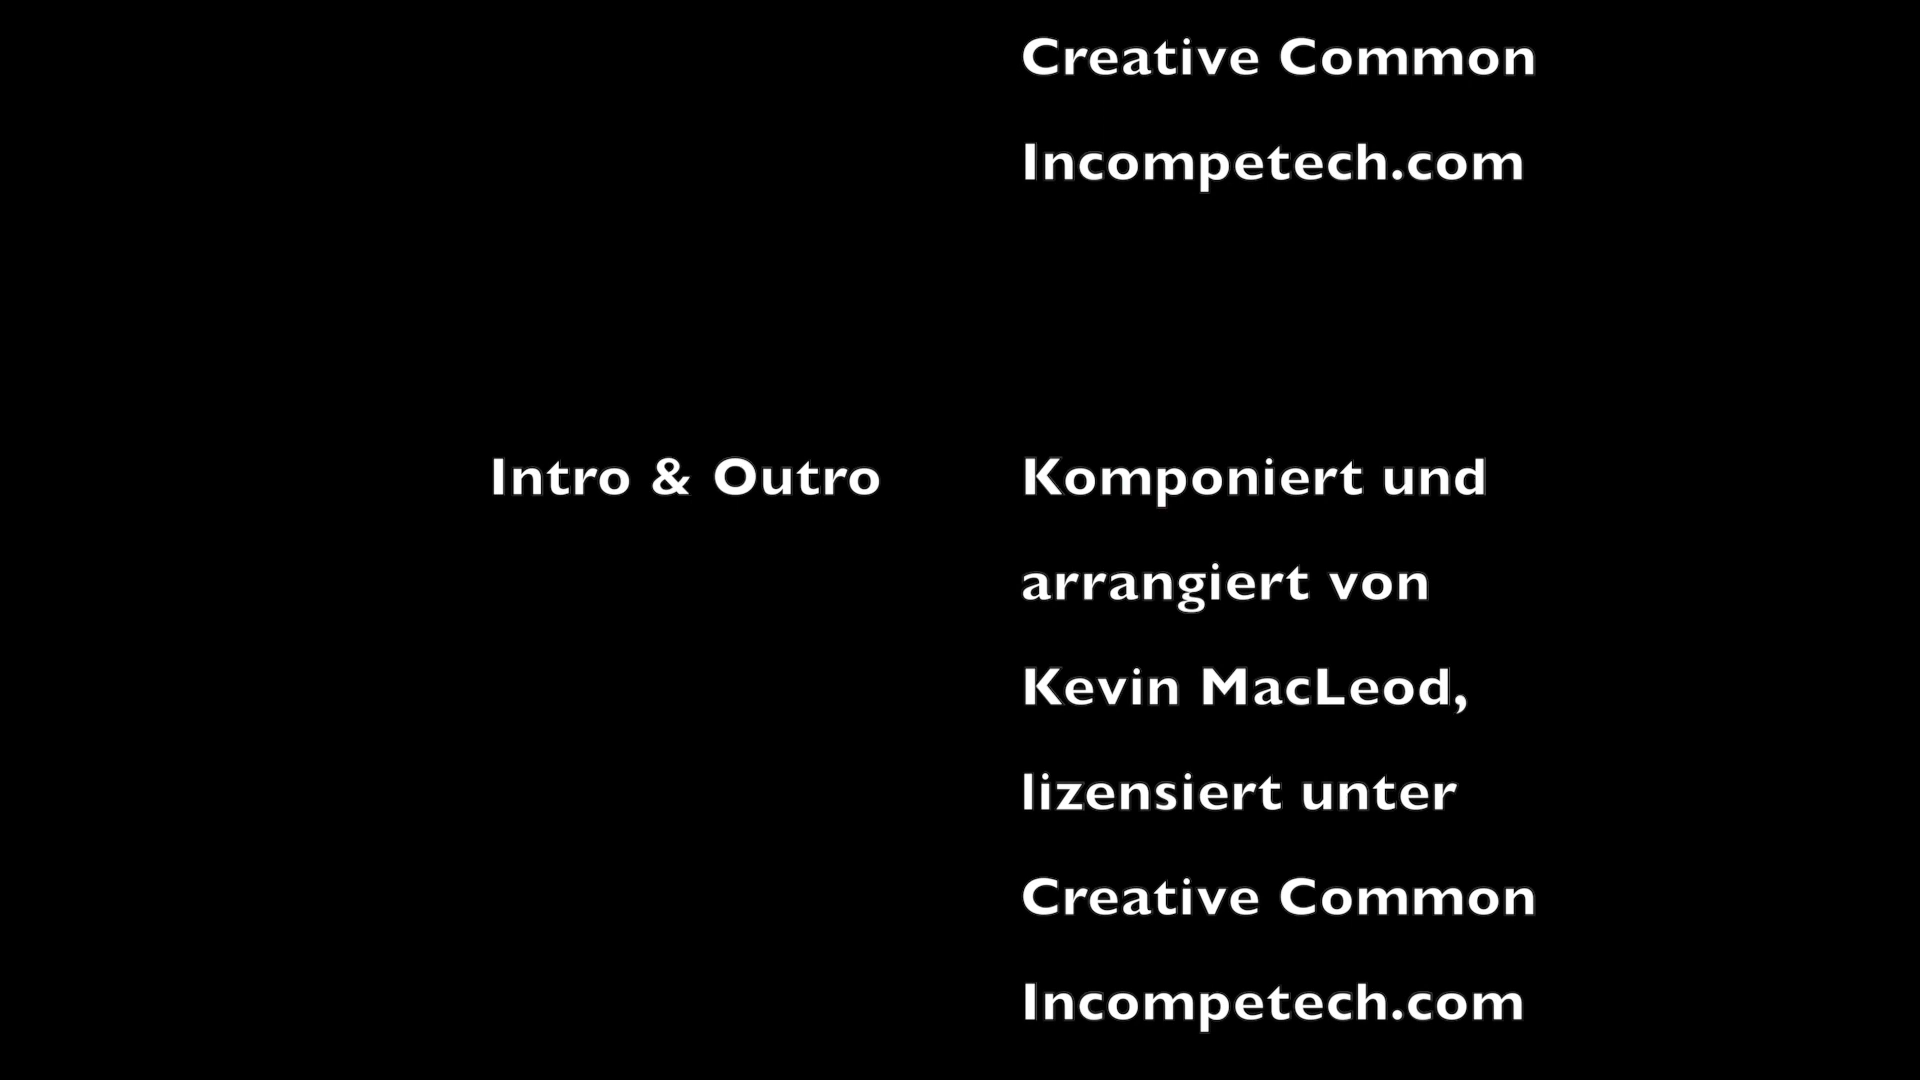 Creative Common
Incompetech.com
Intro & Outro Komponiert und
arrangiert von
Kevin MacLeod,
lizensiert unter
Creative Common
Incompetech.com